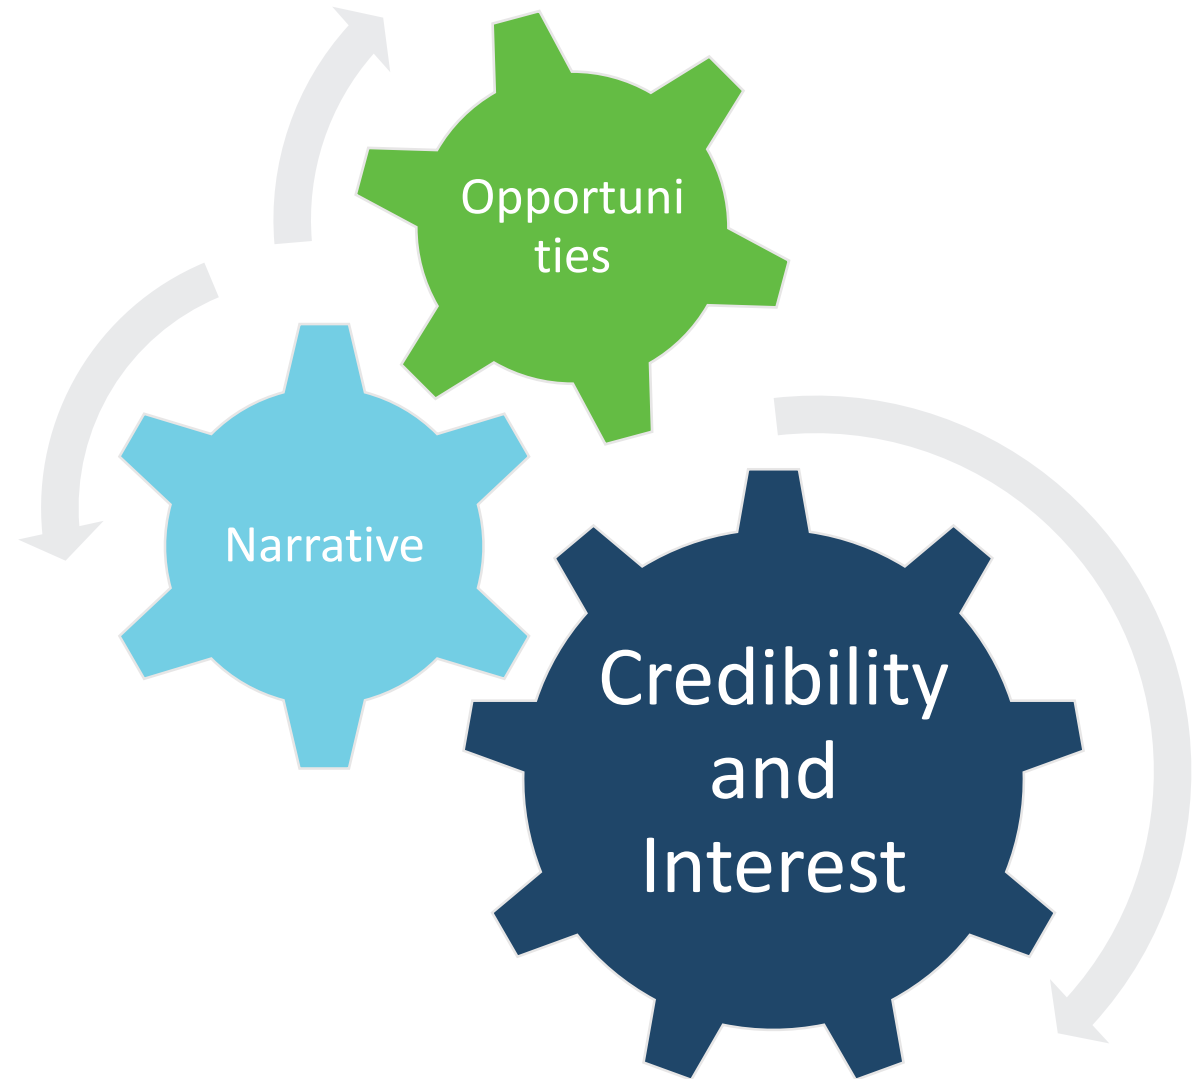 Opportuni
ties
Narrative
Credibility
and
Interest